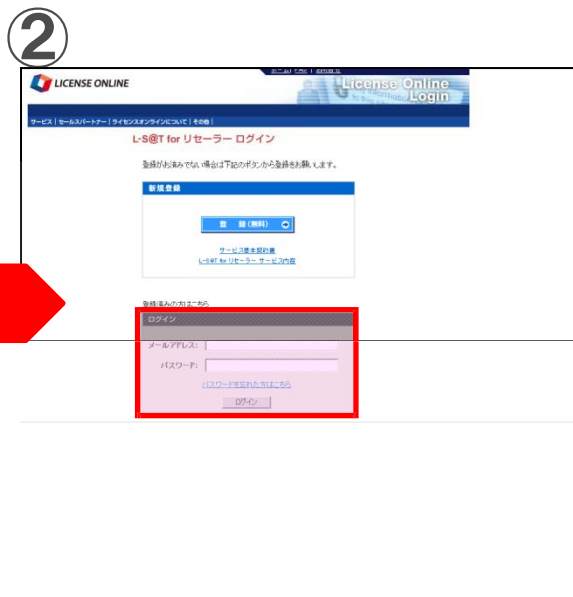 ②
LICENSE ONLINE
License Online
Login
サービス | セールスパートナー | ライセンスオンラインについて | その他 |
L-S@T for リセーラー ログイン
登録がお済みでない場合は下記のボタンから登録をお願いします。
新規登録
登 録 (無料)
サービス基本契約書
L-S@T for リセーラー サービス内容
登録済みの方はこちら
ログイン
メールアドレス:
パスワード:
パスワードを忘れた方はこちら
ログイン